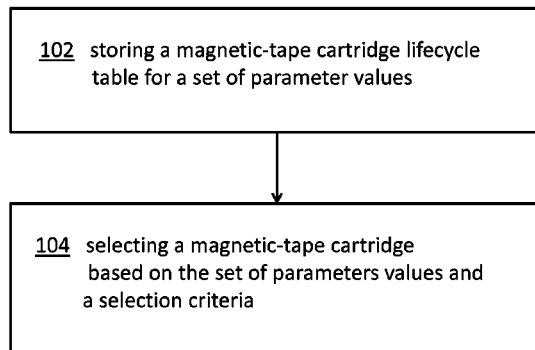 102 storing a magnetic-tape cartridge lifecycle
table for a set of parameter values
104 selecting a magnetic-tape cartridge
based on the set of parameters values and
a selection criteria